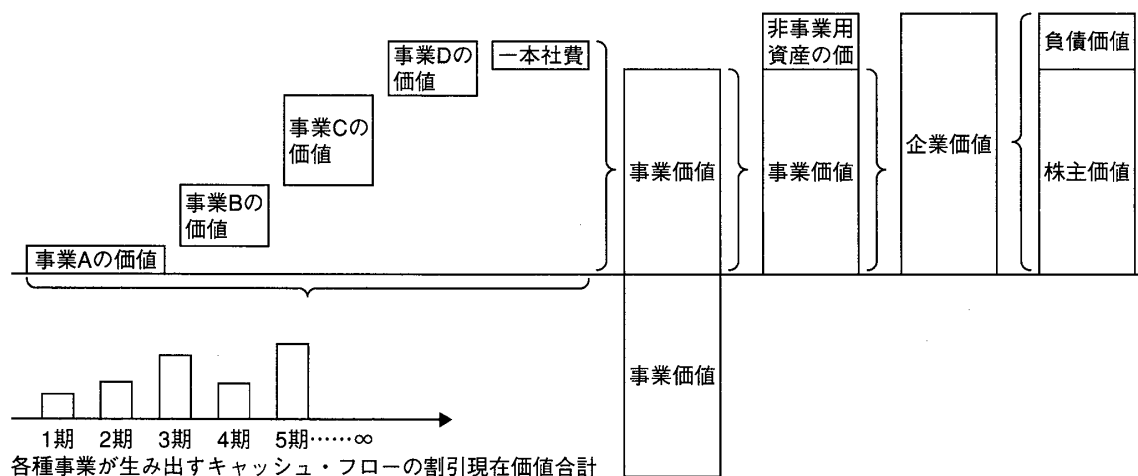 事業Aの価値
事業Bの
価値
事業Cの
価値
事業Dの
価値
－本社費
事業価値
非事業用
資産の価
事業価値
企業価値
負債価値
株主価値
事業価値
1期 2期 3期 4期 5期……∞
各種事業が生み出すキャッシュ・フローの割引現在価値合計